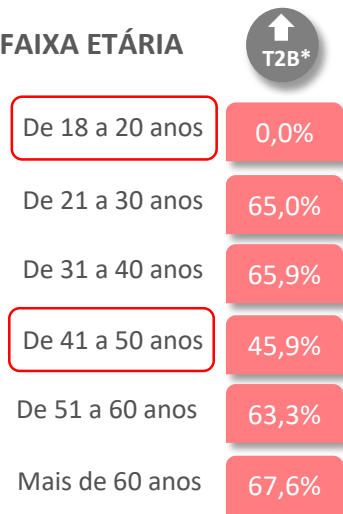 FAIXA ETÁRIA
T2B*
De 18 a 20 anos 0,0%
De 21 a 30 anos 65,0%
De 31 a 40 anos 65,9%
De 41 a 50 anos 45,9%
De 51 a 60 anos 63,3%
Mais de 60 anos 67,6%